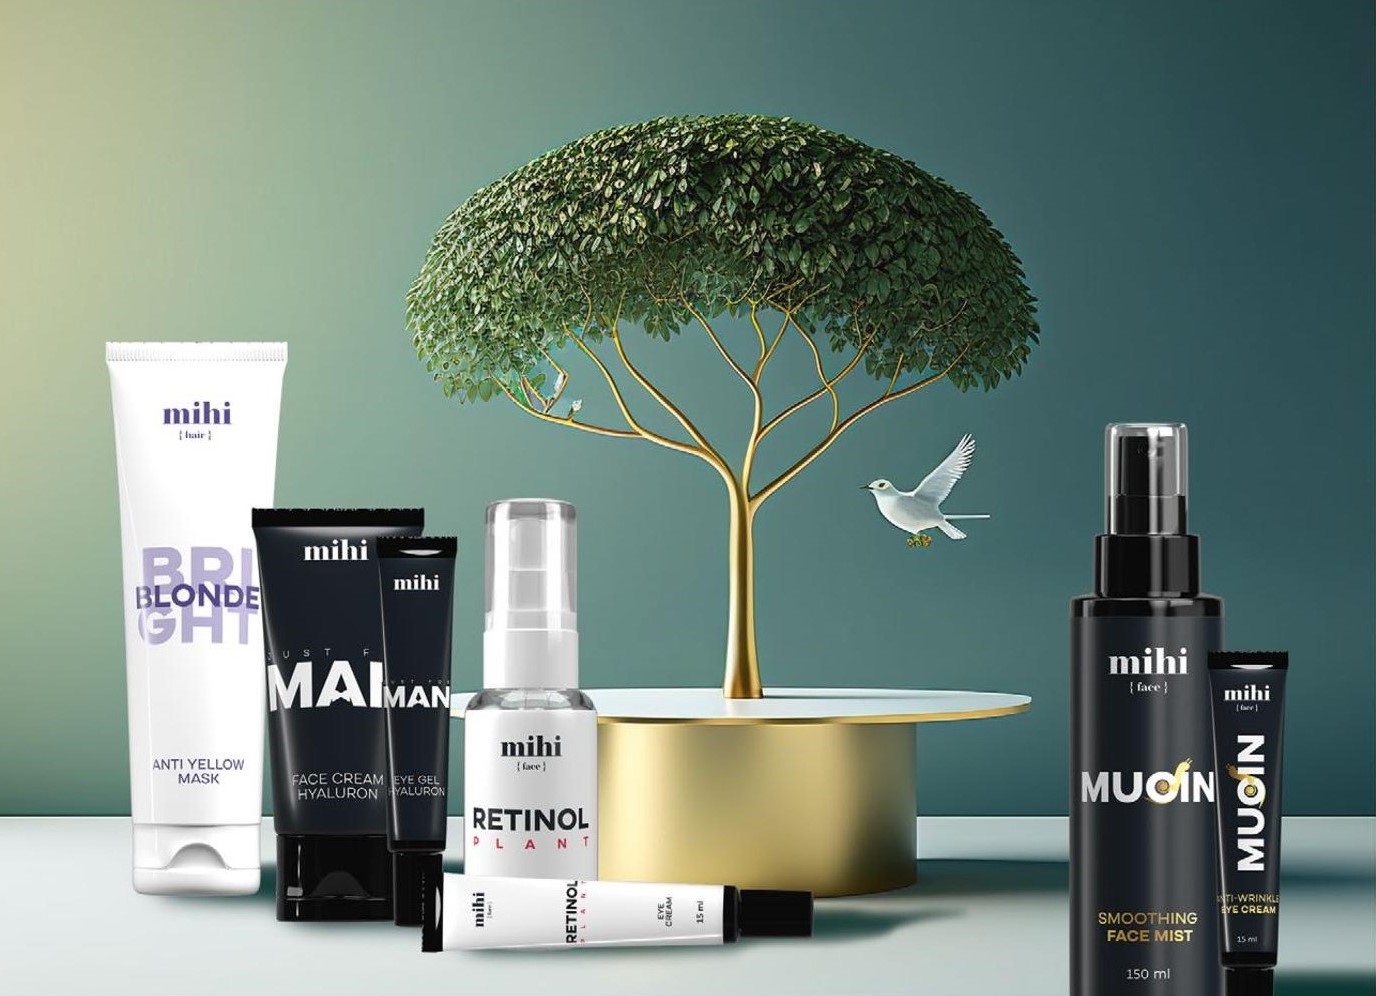 mihi
{ hair }
BRI
BLONDE
GHT
ANTI YELLOW
MASK
mihi
MAN
FACE CREAM
HYALURON
mihi
MAN
EYE GEL
HYALURON
mihi
{ face }
RETINOL
PLANT
mihi
{ face }
RETINOL
PLANT
EYE
CREAM
15 ml
mihi
{ face }
MUCIN
SMOOTHING
FACE MIST
150 ml
mihi
{ face }
MUCIN
ANTI-WRINKLE
EYE CREAM
15 ml